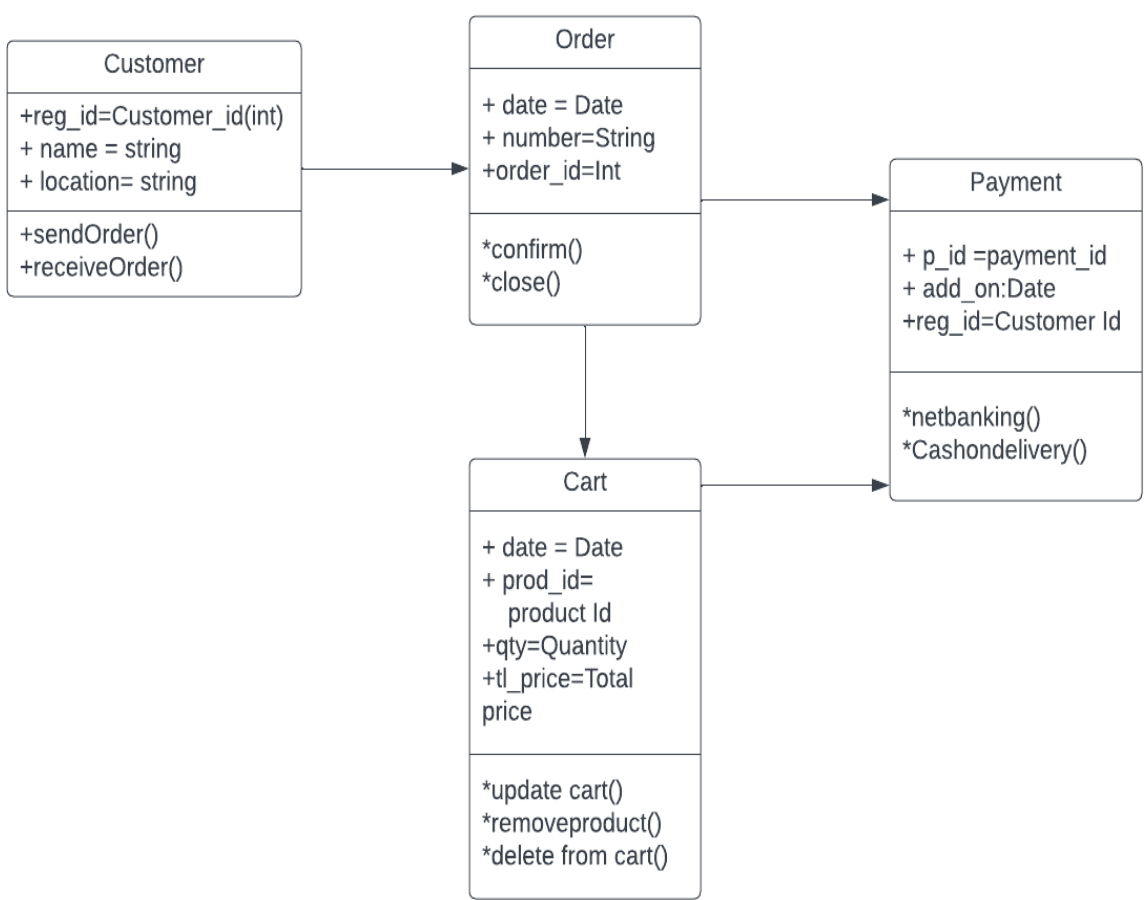 Customer
+reg_id=Customer_id(int)
+ name = string
+ location= string
+sendOrder()
+receiveOrder()
Order
+ date = Date
+ number=String
+order_id=Int
*confirm()
*close()
Payment
+ p_id =payment_id
+ add_on:Date
+reg_id=Customer Id
*netbanking()
*Cashondelivery()
Cart
+ date = Date
+ prod_id=
product Id
+qty=Quantity
+tl_price=Total
price
*update cart()
*removeproduct()
*delete from cart()